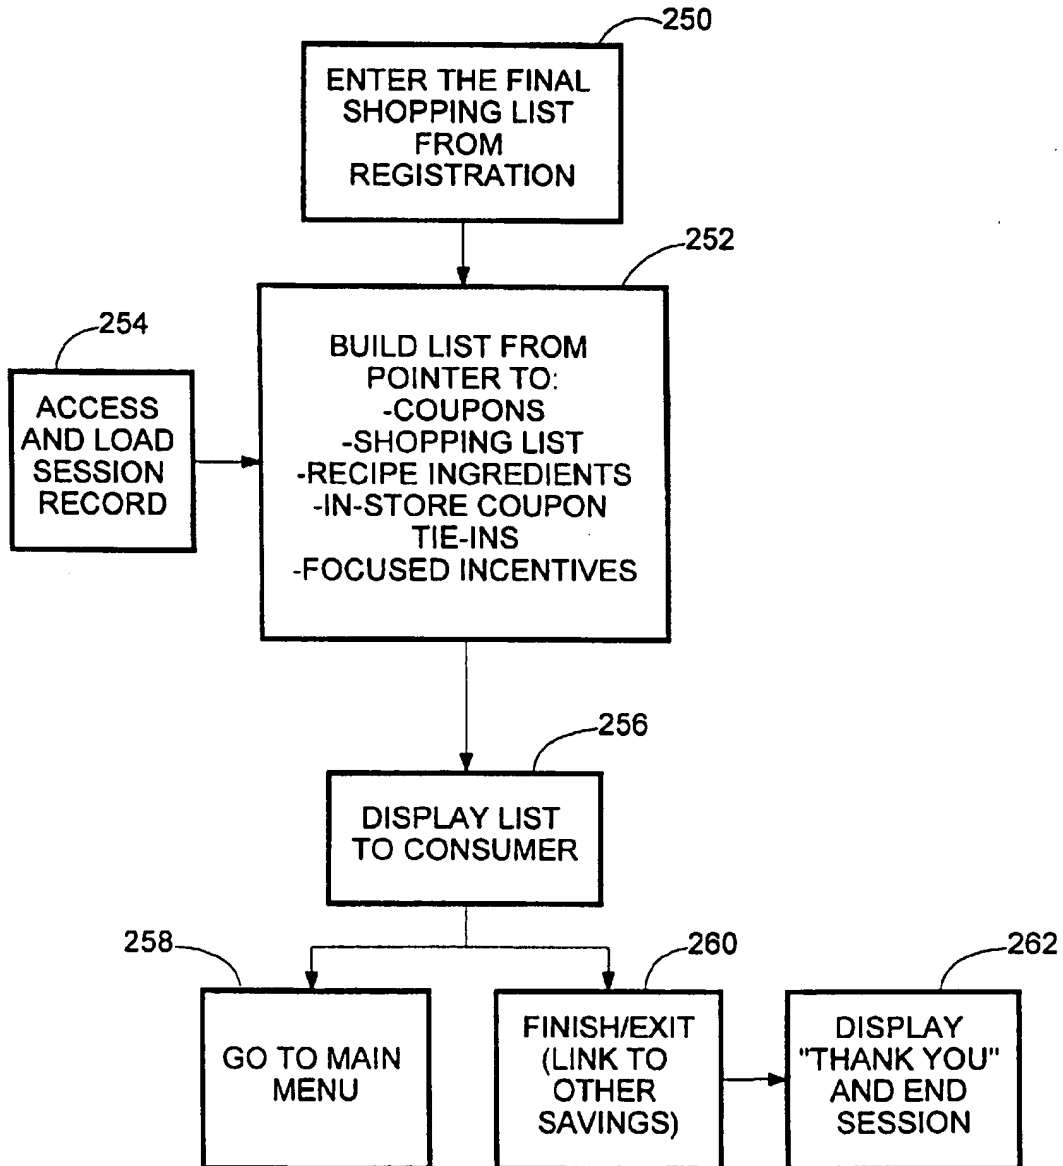 250
ENTER THE FINAL
SHOPPING LIST
FROM
REGISTRATION
252
BUILD LIST FROM
POINTER TO:
-COUPONS
-SHOPPING LIST
-RECIPE INGREDIENTS
-IN-STORE COUPON
TIE-INS
-FOCUSED INCENTIVES
254
ACCESS
AND LOAD
SESSION
RECORD
256
DISPLAY LIST
TO CONSUMER
258
GO TO MAIN
MENU
260
FINISH/EXIT
(LINK TO
OTHER
SAVINGS)
262
DISPLAY
"THANK YOU"
AND END
SESSION